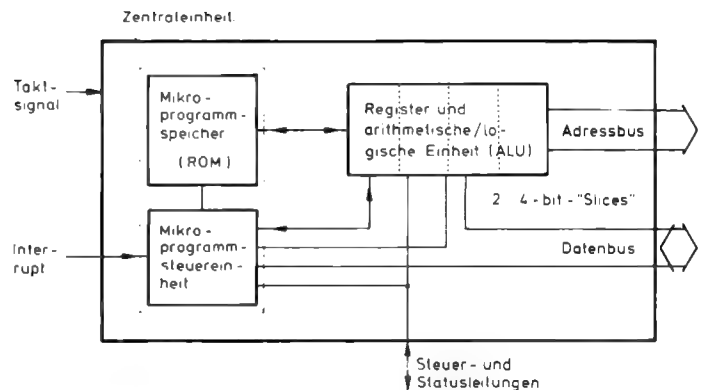 Zentraleinheit.
Takt-
signal
Mikro-
programm-
speicher
(ROM)
Register und
arithmetische/lo-
gische Einheit (ALU)
Adressbus
2 4-bit-"Slices"
Inter-
rupt
Mikro-
programm-
steuerein-
heit
Datenbus
Steuer- und
Statusleitungen